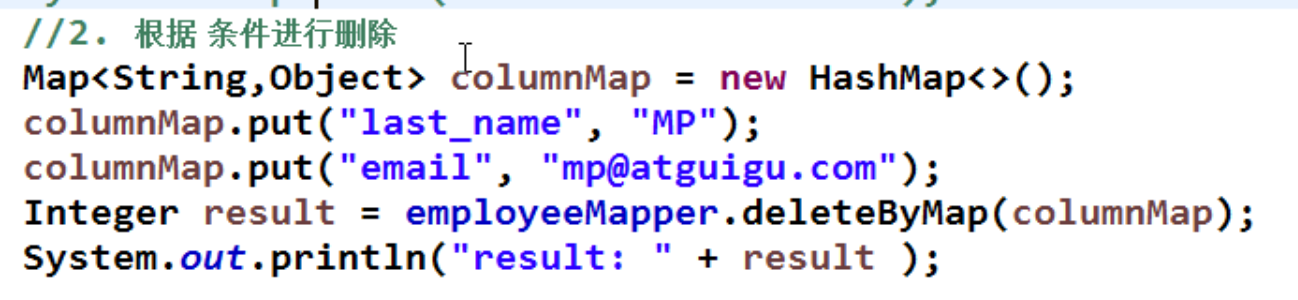 //2. 根据 条件进行删除
Map<String,Object> columnMap = new HashMap<>();
columnMap.put("last_name", "MP");
columnMap.put("email", "mp@atguigu.com");
Integer result = employeeMapper.deleteByMap(columnMap);
System.out.println("result: " + result );